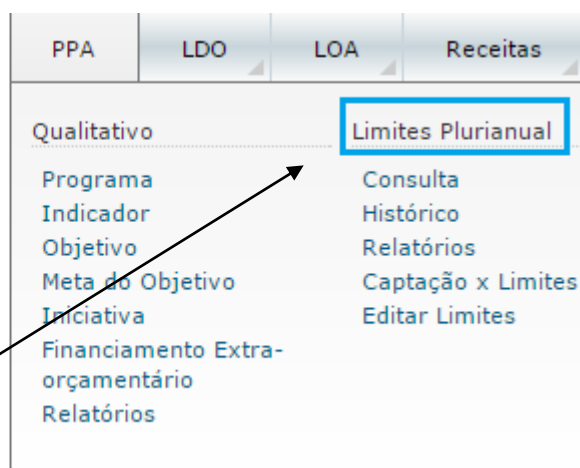 PPA LDO LOA Receitas
Qualitativo
Programa
Indicador
Objetivo
Meta do Objetivo
Iniciativa
Financiamento Extra-
orçamentário
Relatórios
Limites Plurianual
Consulta
Histórico
Relatórios
Captação x Limites
Editar Limites